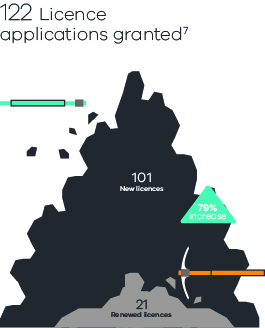 122 Licence
applications granted⁷
101
New licences
79%
increase
21
Renewed licences